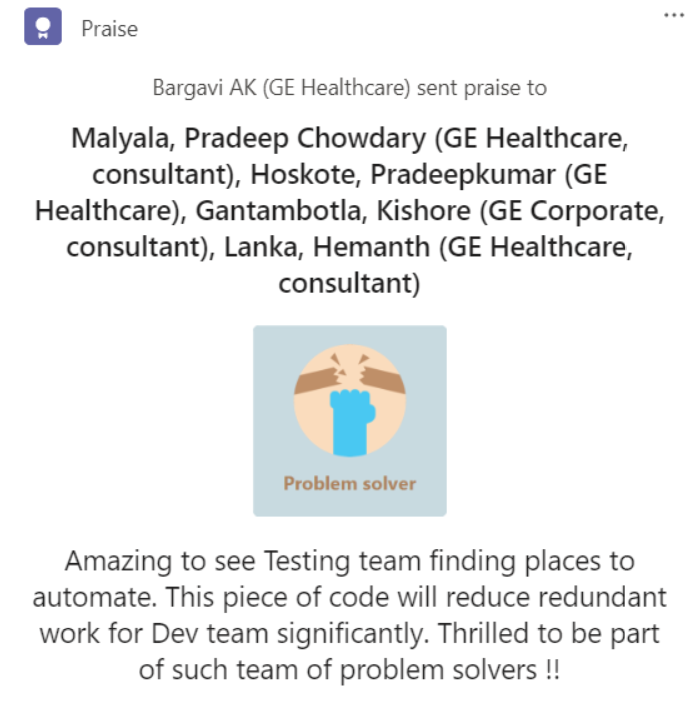 Praise
Bargavi AK (GE Healthcare) sent praise to
Malyala, Pradeep Chowdary (GE Healthcare,
consultant), Hoskote, Pradeepkumar (GE
Healthcare), Gantambotla, Kishore (GE Corporate,
consultant), Lanka, Hemanth (GE Healthcare,
consultant)
Problem solver
Amazing to see Testing team finding places to
automate. This piece of code will reduce redundant
work for Dev team significantly. Thrilled to be part
of such team of problem solvers !!